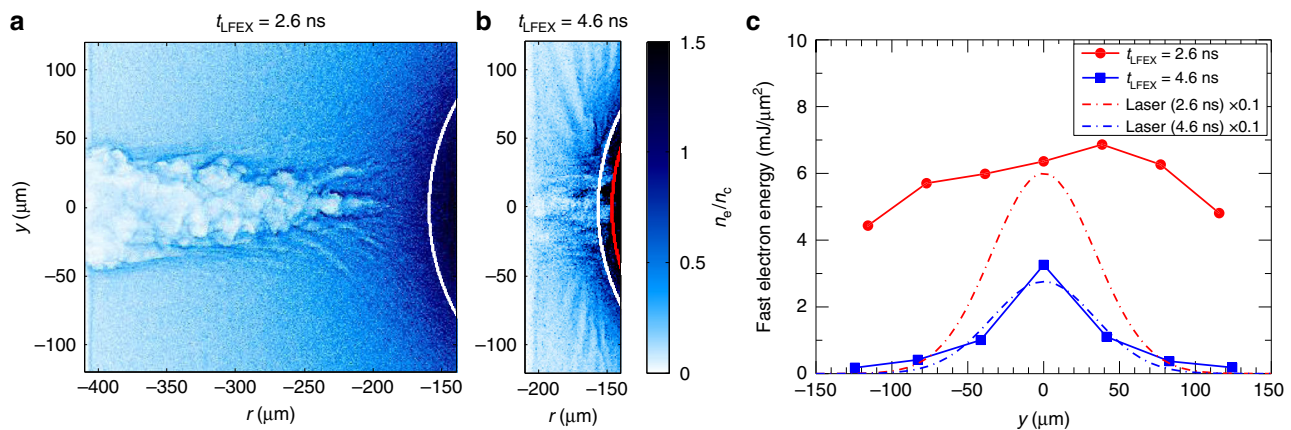 a
t_LFEX = 2.6 ns
100
50
0
−50
−100
y (μm)
−400
−350
−300
−250
−200
−150
r (μm)
b
t_LFEX = 4.6 ns
100
50
0
−50
−100
−200
−150
r (μm)
1.5
1
0.5
0
n_e/n_c
c
10
8
6
4
2
0
Fast electron energy (mJ/μm²)
t_LFEX = 2.6 ns
t_LFEX = 4.6 ns
Laser (2.6 ns) ×0.1
Laser (4.6 ns) ×0.1
−150
−100
−50
0
50
100
150
y (μm)